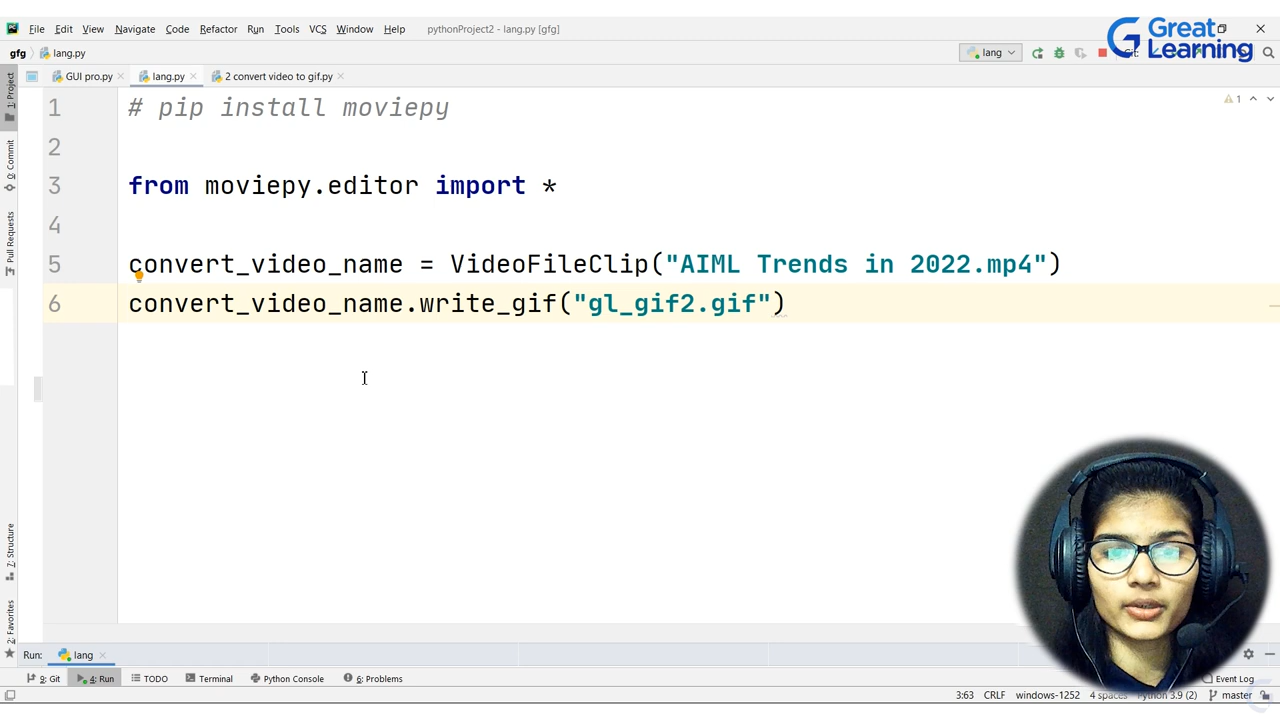 File Edit View Navigate Code Refactor Run Tools VCS Window Help pythonProject2 - lang.py [gfg]
Great Learning
gfg lang.py
lang
Git:
GUI pro.py lang.py 2 convert video to gif.py
1: Project
0: Commit
Pull Requests
7: Structure
2: Favorites
1 # pip install moviepy
2
3 from moviepy.editor import *
4
5 convert_video_name = VideoFileClip("AIML Trends in 2022.mp4")
6 convert_video_name.write_gif("gl_gif2.gif")
1
Run: lang
9: Git 4: Run TODO Terminal Python Console 6: Problems Event Log
3:63 CRLF windows-1252 4 spaces Python 3.9 (2) master